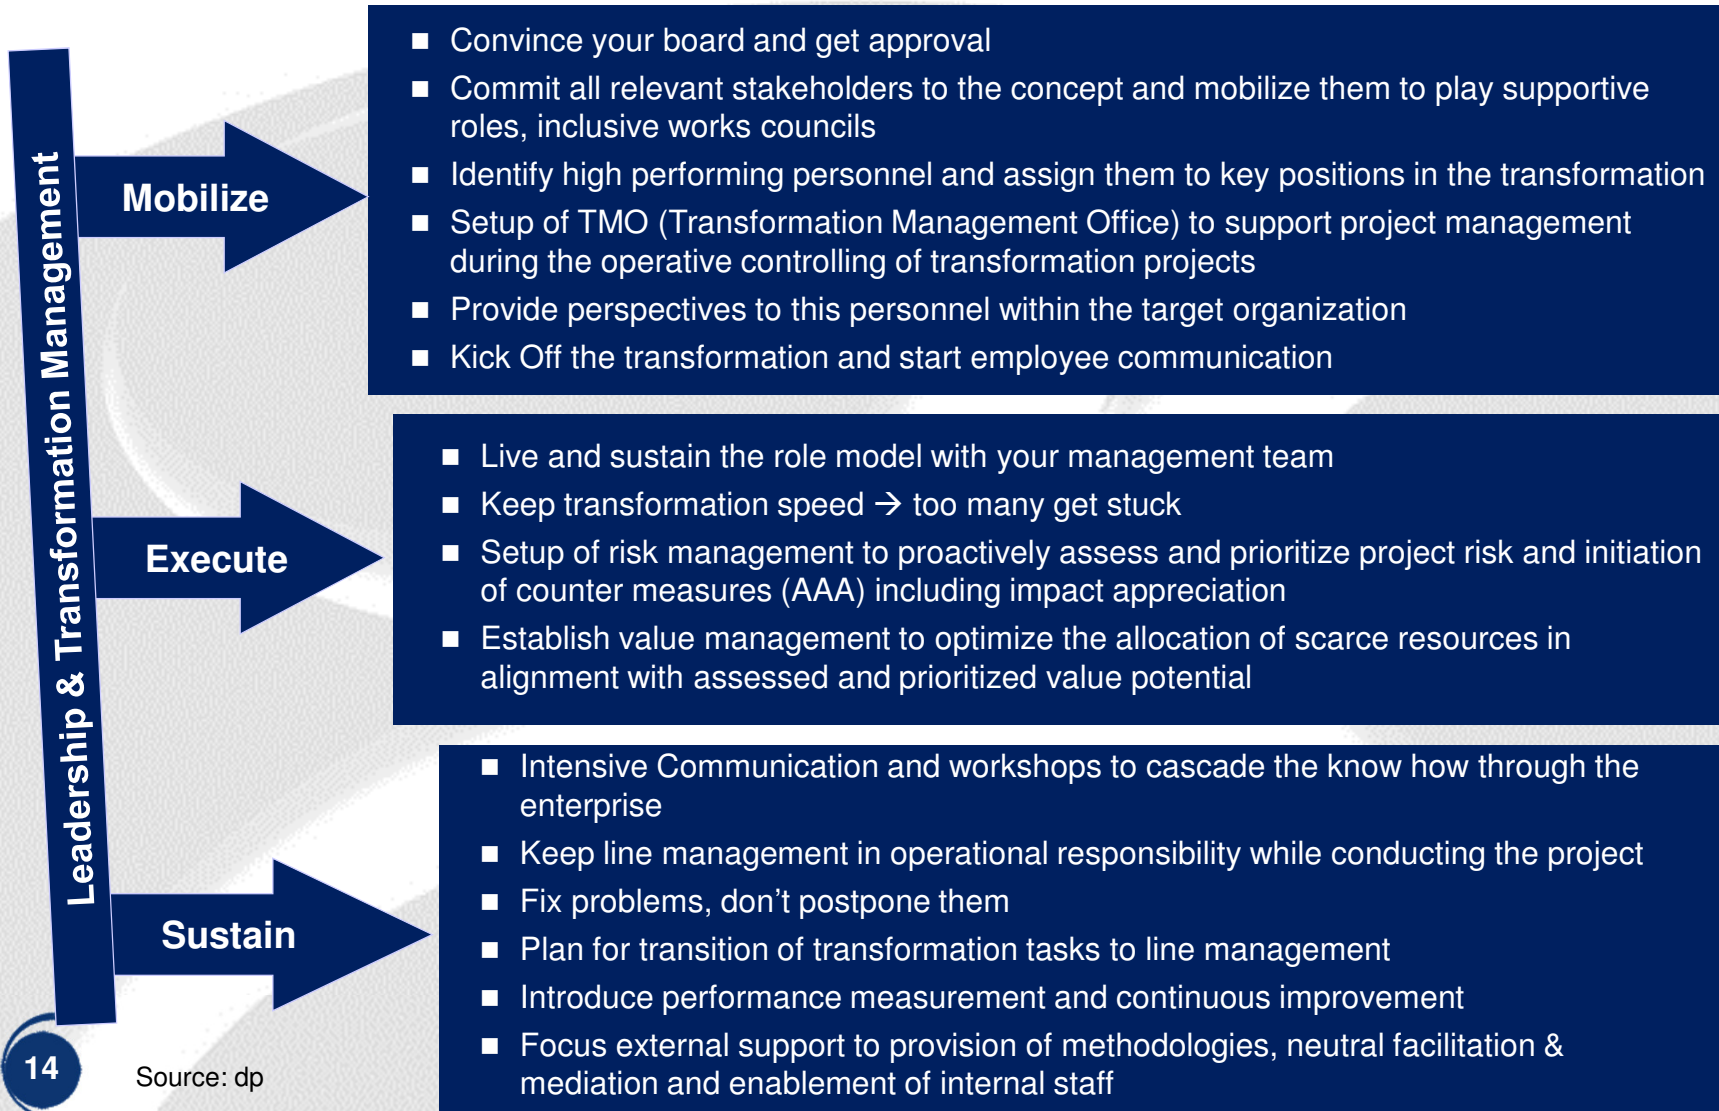 Leadership & Transformation Management
Mobilize
■ Convince your board and get approval
■ Commit all relevant stakeholders to the concept and mobilize them to play supportive
roles, inclusive works councils
■ Identify high performing personnel and assign them to key positions in the transformation
■ Setup of TMO (Transformation Management Office) to support project management
during the operative controlling of transformation projects
■ Provide perspectives to this personnel within the target organization
■ Kick Off the transformation and start employee communication
Execute
■ Live and sustain the role model with your management team
■ Keep transformation speed → too many get stuck
■ Setup of risk management to proactively assess and prioritize project risk and initiation
of counter measures (AAA) including impact appreciation
■ Establish value management to optimize the allocation of scarce resources in
alignment with assessed and prioritized value potential
Sustain
■ Intensive Communication and workshops to cascade the know how through the
enterprise
■ Keep line management in operational responsibility while conducting the project
■ Fix problems, don’t postpone them
■ Plan for transition of transformation tasks to line management
■ Introduce performance measurement and continuous improvement
■ Focus external support to provision of methodologies, neutral facilitation &
mediation and enablement of internal staff
14
Source: dp